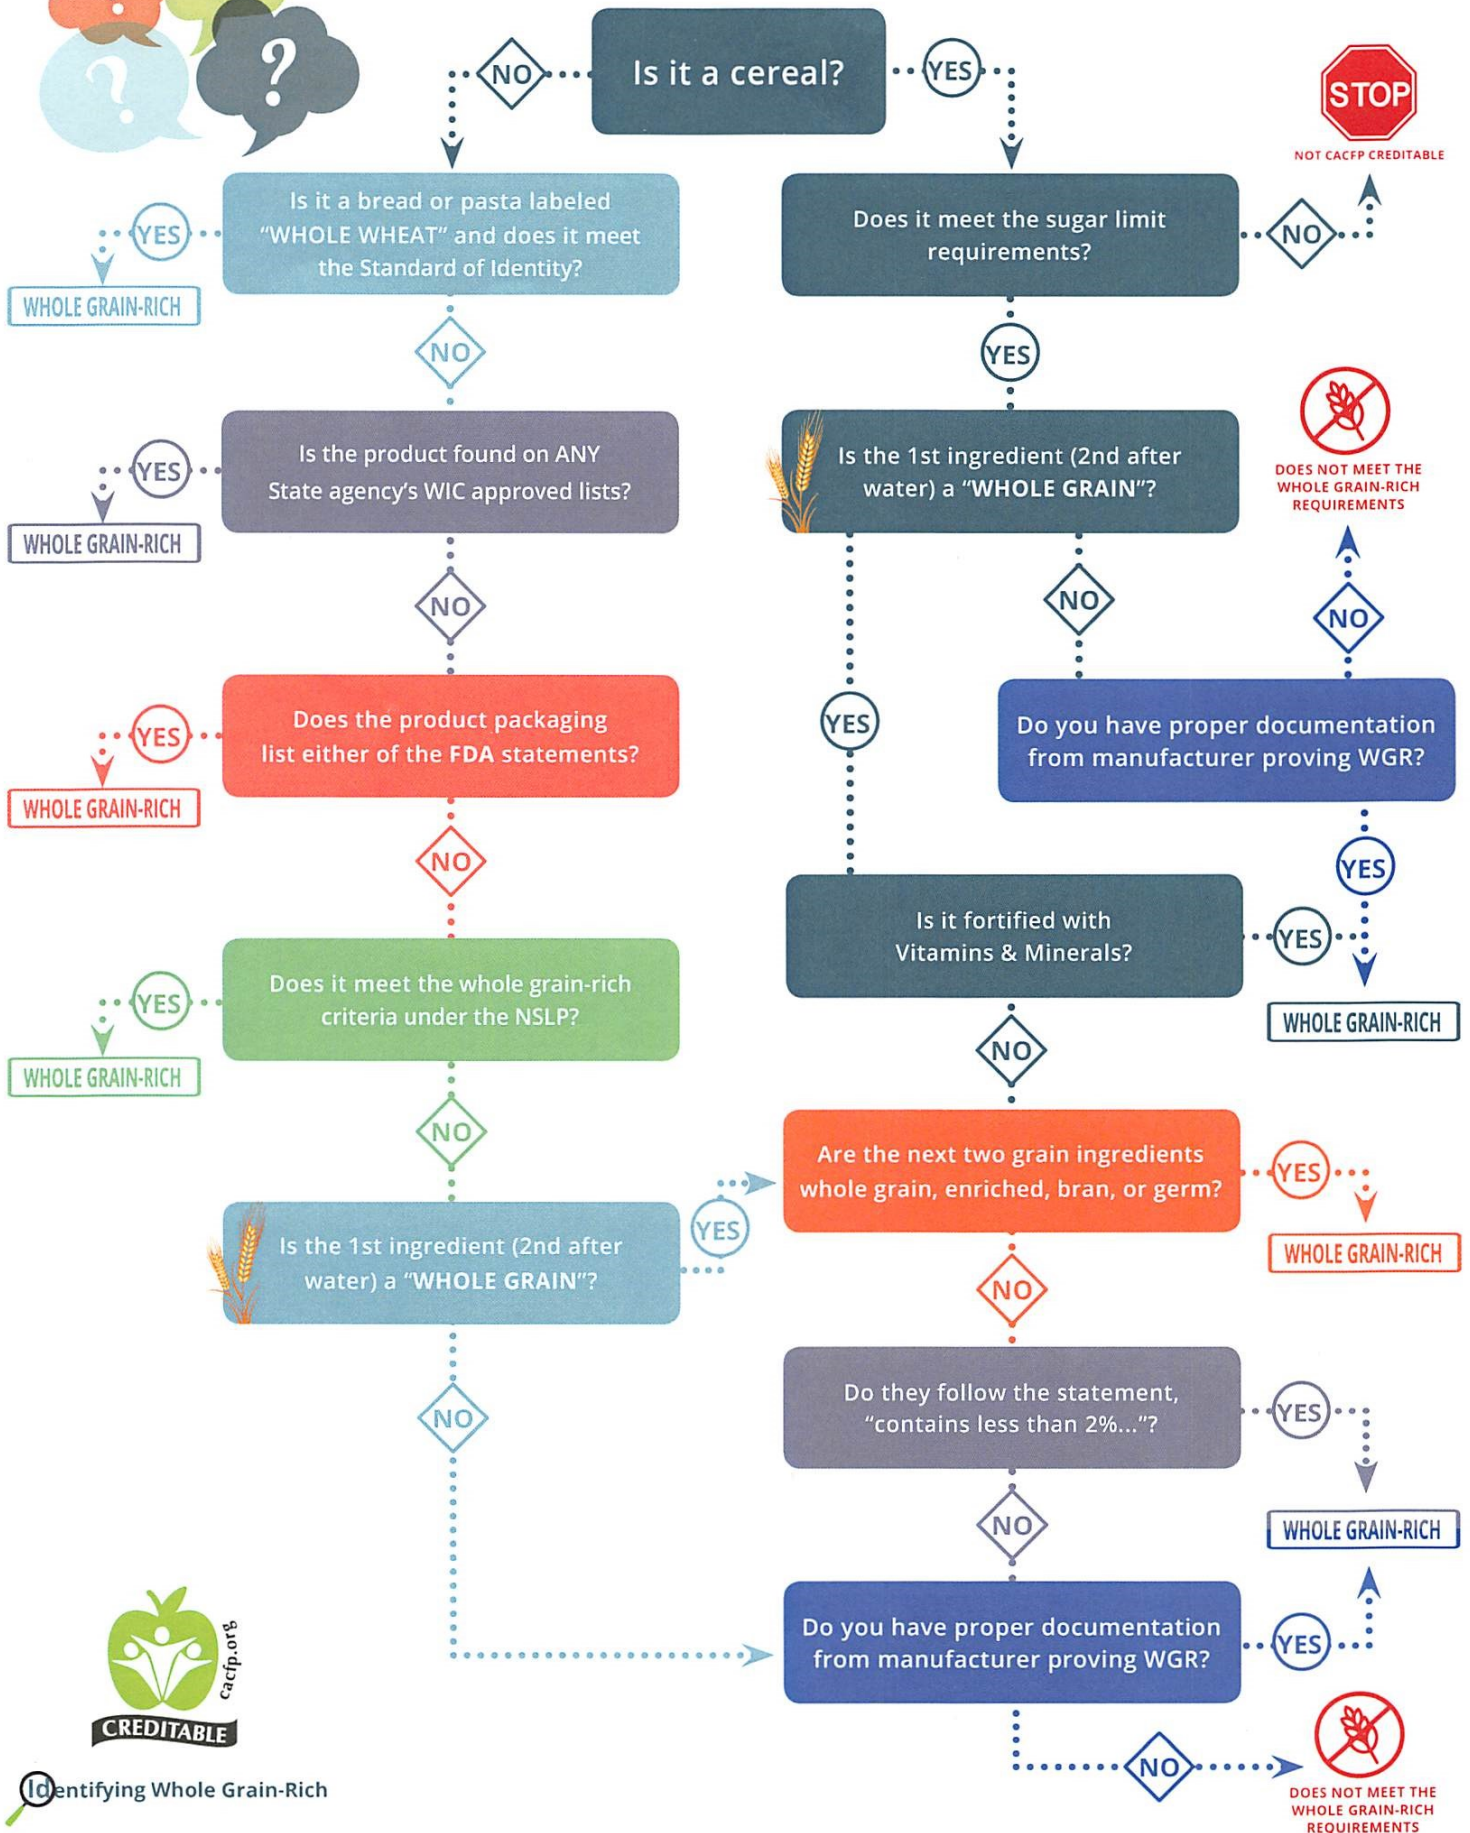 ?
?
Is it a cereal?
NO
YES
STOP
NOT CACFP CREDITABLE
Is it a bread or pasta labeled
“WHOLE WHEAT” and does it meet
the Standard of Identity?
YES
WHOLE GRAIN-RICH
NO
Does it meet the sugar limit
requirements?
NO
YES
Is the product found on ANY
State agency’s WIC approved lists?
YES
WHOLE GRAIN-RICH
NO
Is the 1st ingredient (2nd after
water) a “WHOLE GRAIN”?
NO
YES
DOES NOT MEET THE
WHOLE GRAIN-RICH
REQUIREMENTS
NO
Does the product packaging
list either of the FDA statements?
YES
WHOLE GRAIN-RICH
NO
Do you have proper documentation
from manufacturer proving WGR?
YES
Is it fortified with
Vitamins & Minerals?
YES
WHOLE GRAIN-RICH
NO
Does it meet the whole grain-rich
criteria under the NSLP?
YES
WHOLE GRAIN-RICH
NO
Are the next two grain ingredients
whole grain, enriched, bran, or germ?
YES
WHOLE GRAIN-RICH
NO
Is the 1st ingredient (2nd after
water) a “WHOLE GRAIN”?
YES
NO
Do they follow the statement,
“contains less than 2%...”?
YES
WHOLE GRAIN-RICH
NO
Do you have proper documentation
from manufacturer proving WGR?
YES
NO
DOES NOT MEET THE
WHOLE GRAIN-RICH
REQUIREMENTS
cacfp.org
CREDITABLE
Identifying Whole Grain-Rich